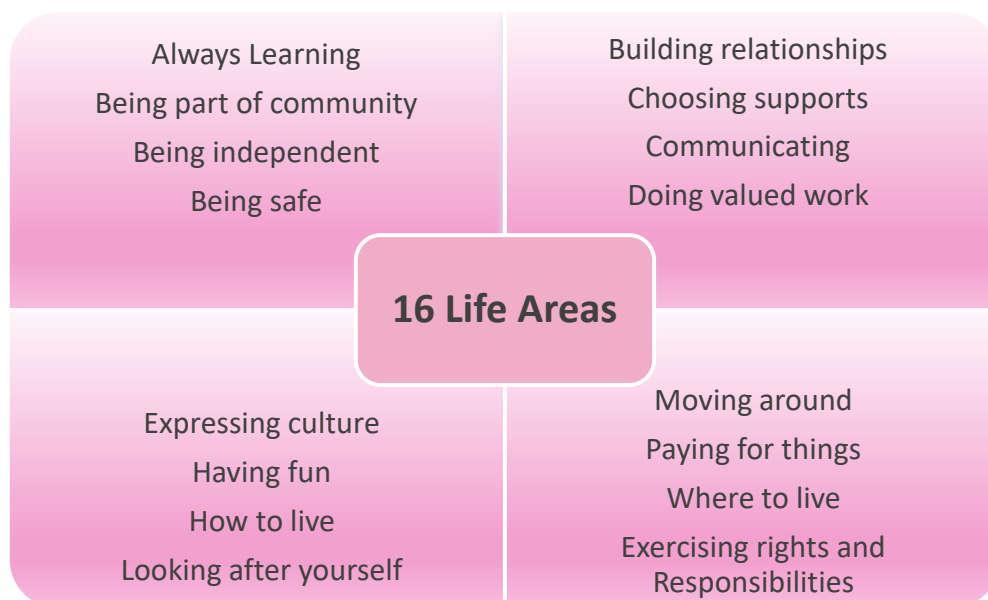 Always Learning
Being part of community
Being independent
Being safe
Building relationships
Choosing supports
Communicating
Doing valued work
16 Life Areas
Expressing culture
Having fun
How to live
Looking after yourself
Moving around
Paying for things
Where to live
Exercising rights and
Responsibilities